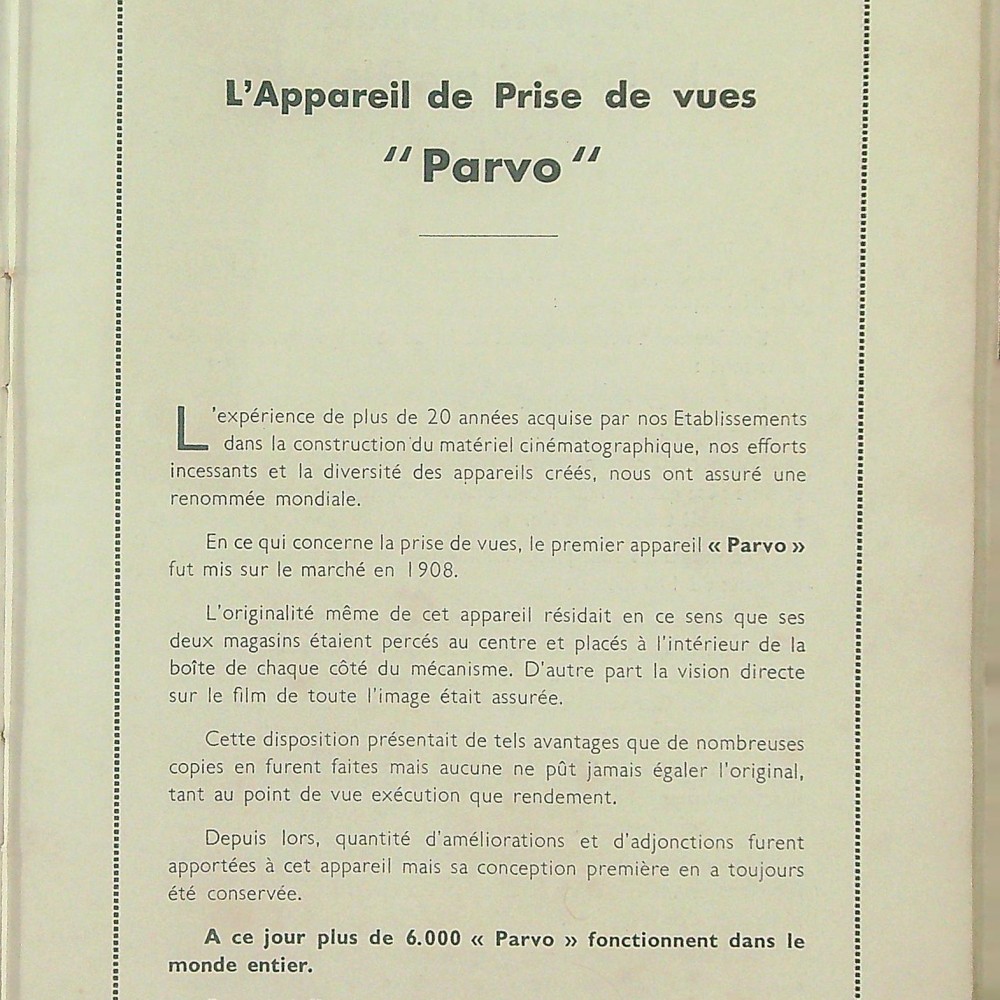 L'Appareil de Prise de vues
"Parvo"
L'expérience de plus de 20 années acquise par nos Etablissements
dans la construction du matériel cinématographique, nos efforts
incessants et la diversité des appareils créés, nous ont assuré une
renommée mondiale.
En ce qui concerne la prise de vues, le premier appareil « Parvo »
fut mis sur le marché en 1908.
L'originalité même de cet appareil résidait en ce sens que ses
deux magasins étaient percés au centre et placés à l'intérieur de la
boîte de chaque côté du mécanisme. D'autre part la vision directe
sur le film de toute l'image était assurée.
Cette disposition présentait de tels avantages que de nombreuses
copies en furent faites mais aucune ne pût jamais égaler l'original,
tant au point de vue exécution que rendement.
Depuis lors, quantité d'améliorations et d'adjonctions furent
apportées à cet appareil mais sa conception première en a toujours
été conservée.
A ce jour plus de 6.000 « Parvo » fonctionnent dans le
monde entier.